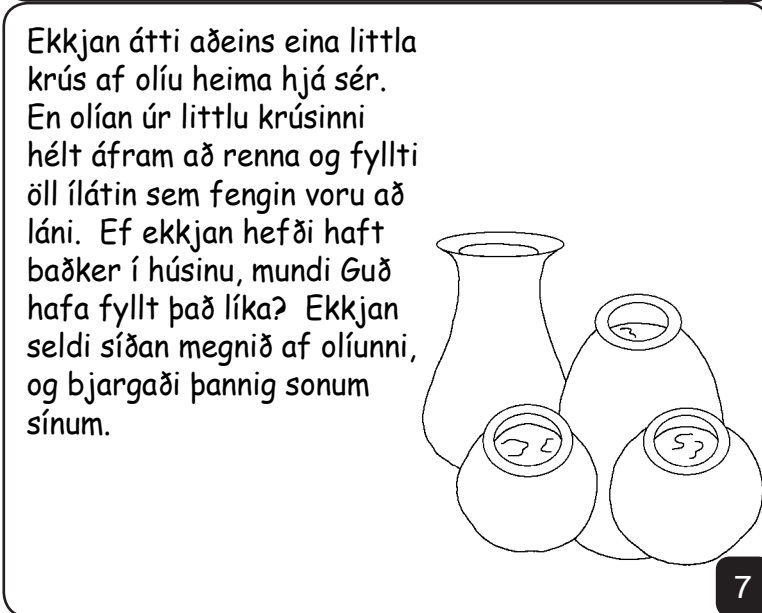 Ekkjan átti aðeins eina littla
krús af olíu heima hjá sér.
En olían úr littlu krúsinni
hélt áfram að renna og fyllti
öll ílátin sem fengin voru að
láni.  Ef ekkjan hefði haft
baðker í húsinu, mundi Guð
hafa fyllt það líka?  Ekkjan
seldi síðan megnið af olíunni,
og bjargaði þannig sonum
sínum.
7